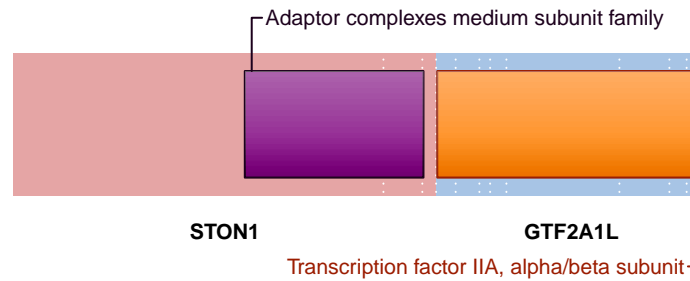 Adaptor complexes medium subunit family
STON1 GTF2A1L
Transcription factor IIA, alpha/beta subunit